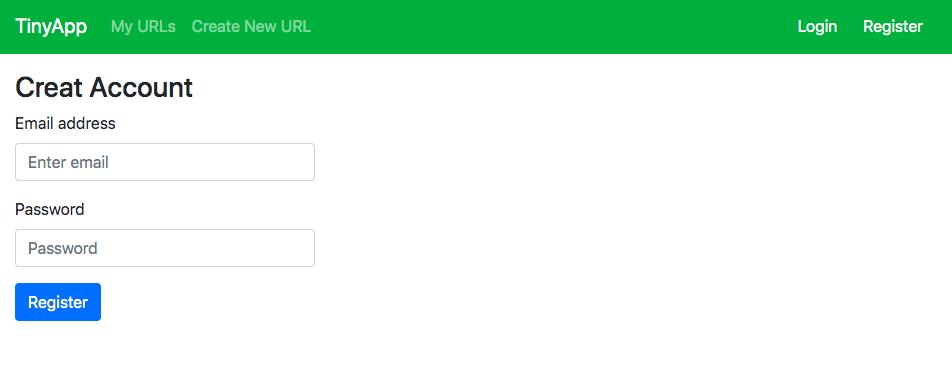 TinyApp My URLs Create New URL Login Register
Creat Account
Email address
Enter email
Password
Password
Register